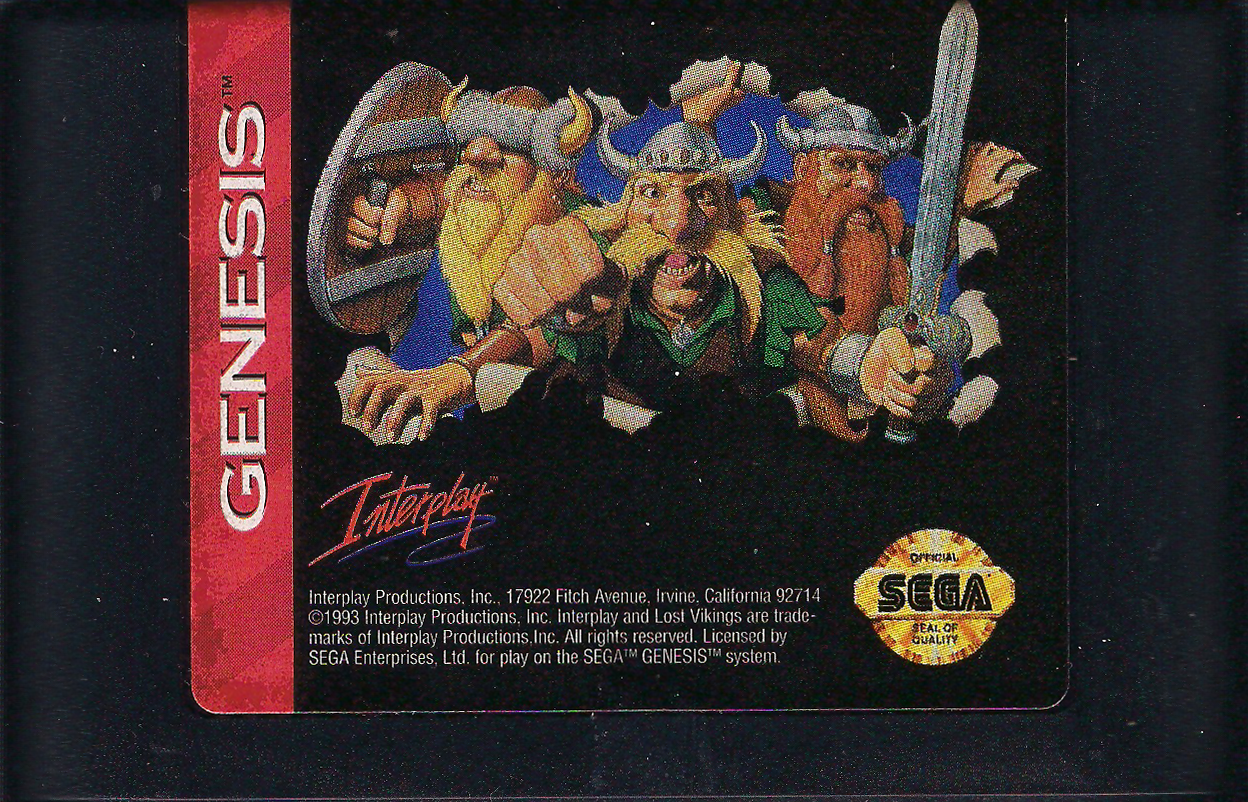 GENESIS™
Interplay™
Interplay Productions, Inc., 17922 Fitch Avenue, Irvine, California 92714
©1993 Interplay Productions, Inc. Interplay and Lost Vikings are trade-
marks of Interplay Productions,Inc. All rights reserved. Licensed by
SEGA Enterprises, Ltd. for play on the SEGA™ GENESIS™ system.
OFFICIAL
SEGA
SEAL OF
QUALITY